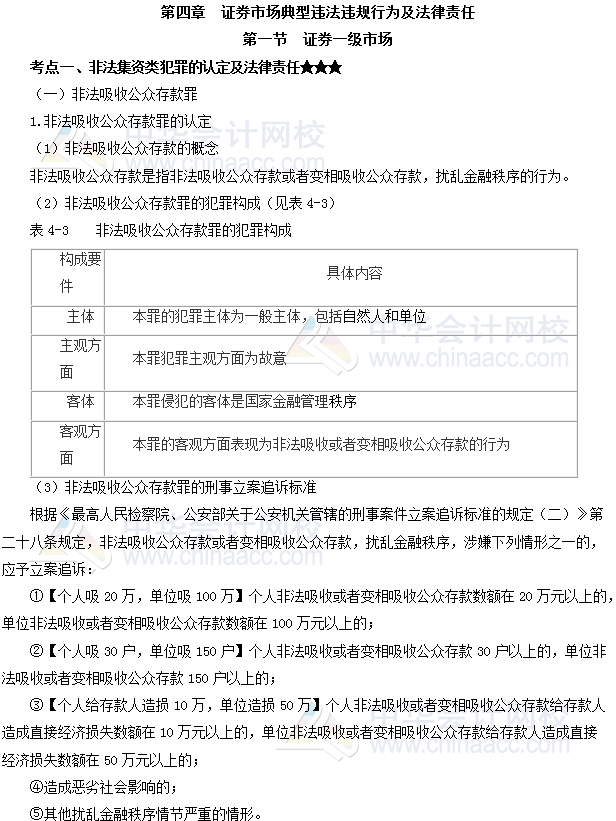 第四章　证券市场典型违法违规行为及法律责任
第一节　证券一级市场
考点一、非法集资类犯罪的认定及法律责任★★★
（一）非法吸收公众存款罪
1.非法吸收公众存款罪的认定
（1）非法吸收公众存款的概念
非法吸收公众存款是指非法吸收公众存款或者变相吸收公众存款，扰乱金融秩序的行为。
（2）非法吸收公众存款罪的犯罪构成（见表 4-3）
表 4-3　　非法吸收公众存款罪的犯罪构成
构成要
件
具体内容
主体
本罪的犯罪主体为一般主体，包括自然人和单位
主观方
面
本罪犯罪主观方面为故意
客体
本罪侵犯的客体是国家金融管理秩序
客观方
面
本罪的客观方面表现为非法吸收或者变相吸收公众存款的行为
（3）非法吸收公众存款罪的刑事立案追诉标准
根据《最高人民检察院、公安部关于公安机关管辖的刑事案件立案追诉标准的规定（二）》第
二十八条规定，非法吸收公众存款或者变相吸收公众存款，扰乱金融秩序，涉嫌下列情形之一的，
应予立案追诉：
①【个人吸 20 万，单位吸 100 万】个人非法吸收或者变相吸收公众存款数额在 20 万元以上的，
单位非法吸收或者变相吸收公众存款数额在 100 万元以上的；
②【个人吸 30 户，单位吸 150 户】个人非法吸收或者变相吸收公众存款 30 户以上的，单位非
法吸收或者变相吸收公众存款 150 户以上的；
③【个人给存款人造损 10 万，单位造损 50 万】个人非法吸收或者变相吸收公众存款给存款人
造成直接经济损失数额在 10 万元以上的，单位非法吸收或者变相吸收公众存款给存款人造成直接
经济损失数额在 50 万元以上的；
④造成恶劣社会影响的；
⑤其他扰乱金融秩序情节严重的情形。
中华会计网校
www.chinaacc.com
中华会计网校
www.chinaacc.com
中华会计网校
www.chinaacc.com
中华会计网校
www.chinaacc.com